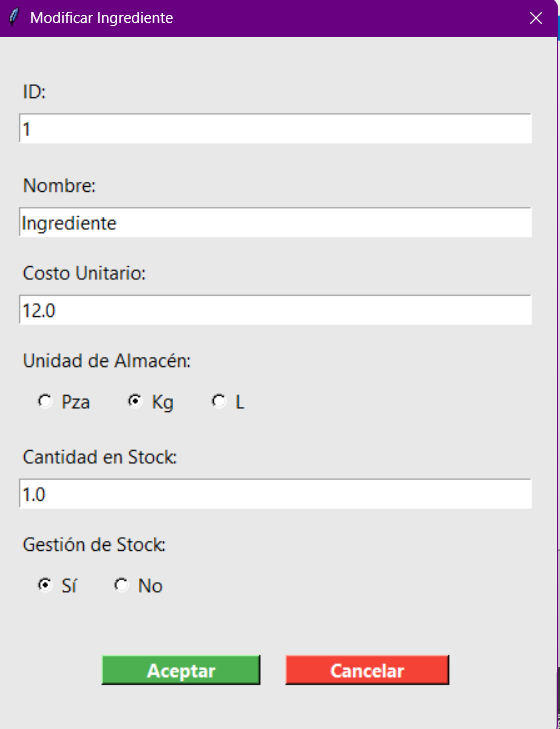 Modificar Ingrediente
ID:
1
Nombre:
Ingrediente
Costo Unitario:
12.0
Unidad de Almacén:
Pza Kg L
Cantidad en Stock:
1.0
Gestión de Stock:
Sí No
Aceptar Cancelar